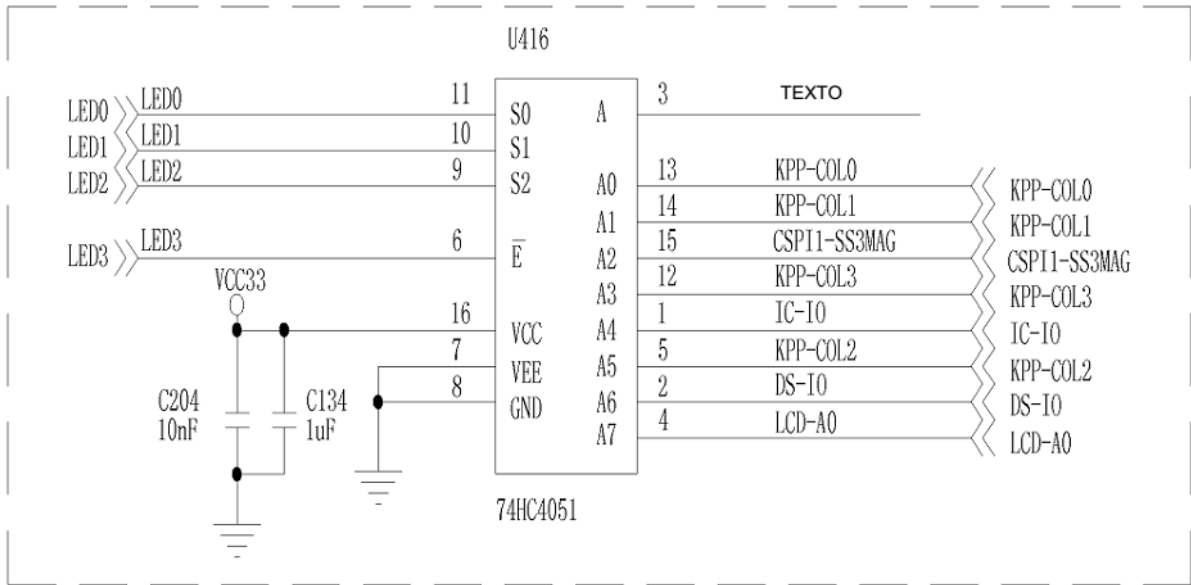 U416
LED0 LED0 11 S0 A 3 TEXTO
LED1 LED1 10 S1
LED2 LED2 9 S2 A0 13 KPP-COL0 KPP-COL0
A1 14 KPP-COL1 KPP-COL1
LED3 LED3 6 E A2 15 CSPI1-SS3MAG CSPI1-SS3MAG
A3 12 KPP-COL3 KPP-COL3
VCC33
16 VCC A4 1 IC-IO IC-IO
7 VEE A5 5 KPP-COL2 KPP-COL2
8 GND A6 2 DS-IO DS-IO
A7 4 LCD-A0 LCD-A0
C204 C134
10nF 1uF
74HC4051